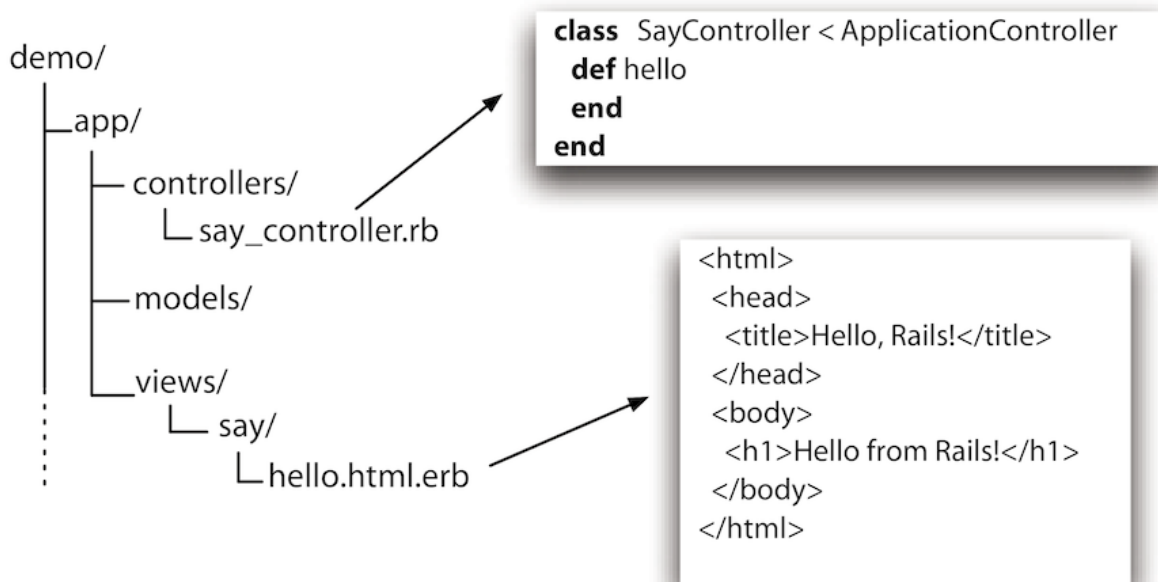 demo/
app/
controllers/
say_controller.rb
models/
views/
say/
hello.html.erb
class SayController < ApplicationController
def hello
end
end
<html>
<head>
<title>Hello, Rails!</title>
</head>
<body>
<h1>Hello from Rails!</h1>
</body>
</html>